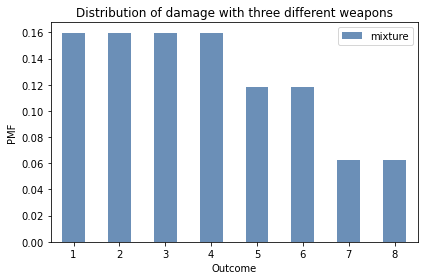 Distribution of damage with three different weapons
mixture
PMF
0.16
0.14
0.12
0.10
0.08
0.06
0.04
0.02
0.00
1 2 3 4 5 6 7 8
Outcome